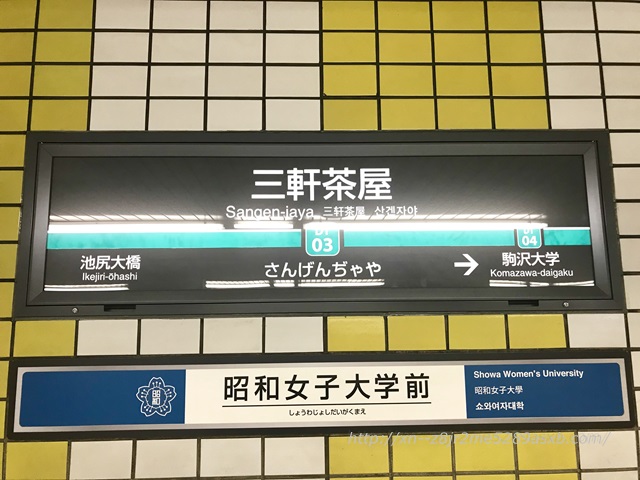 三軒茶屋
Sangen-jaya 三軒茶屋 산겐자야
DT
03
DT
04
池尻大橋
Ikejiri-ōhashi
さんげんぢゃや
→
駒沢大学
Komazawa-daigaku
昭和
昭和女子大学前
しょうわじょしだいがくまえ
Showa Women's University
昭和女子大學
쇼와여자대학